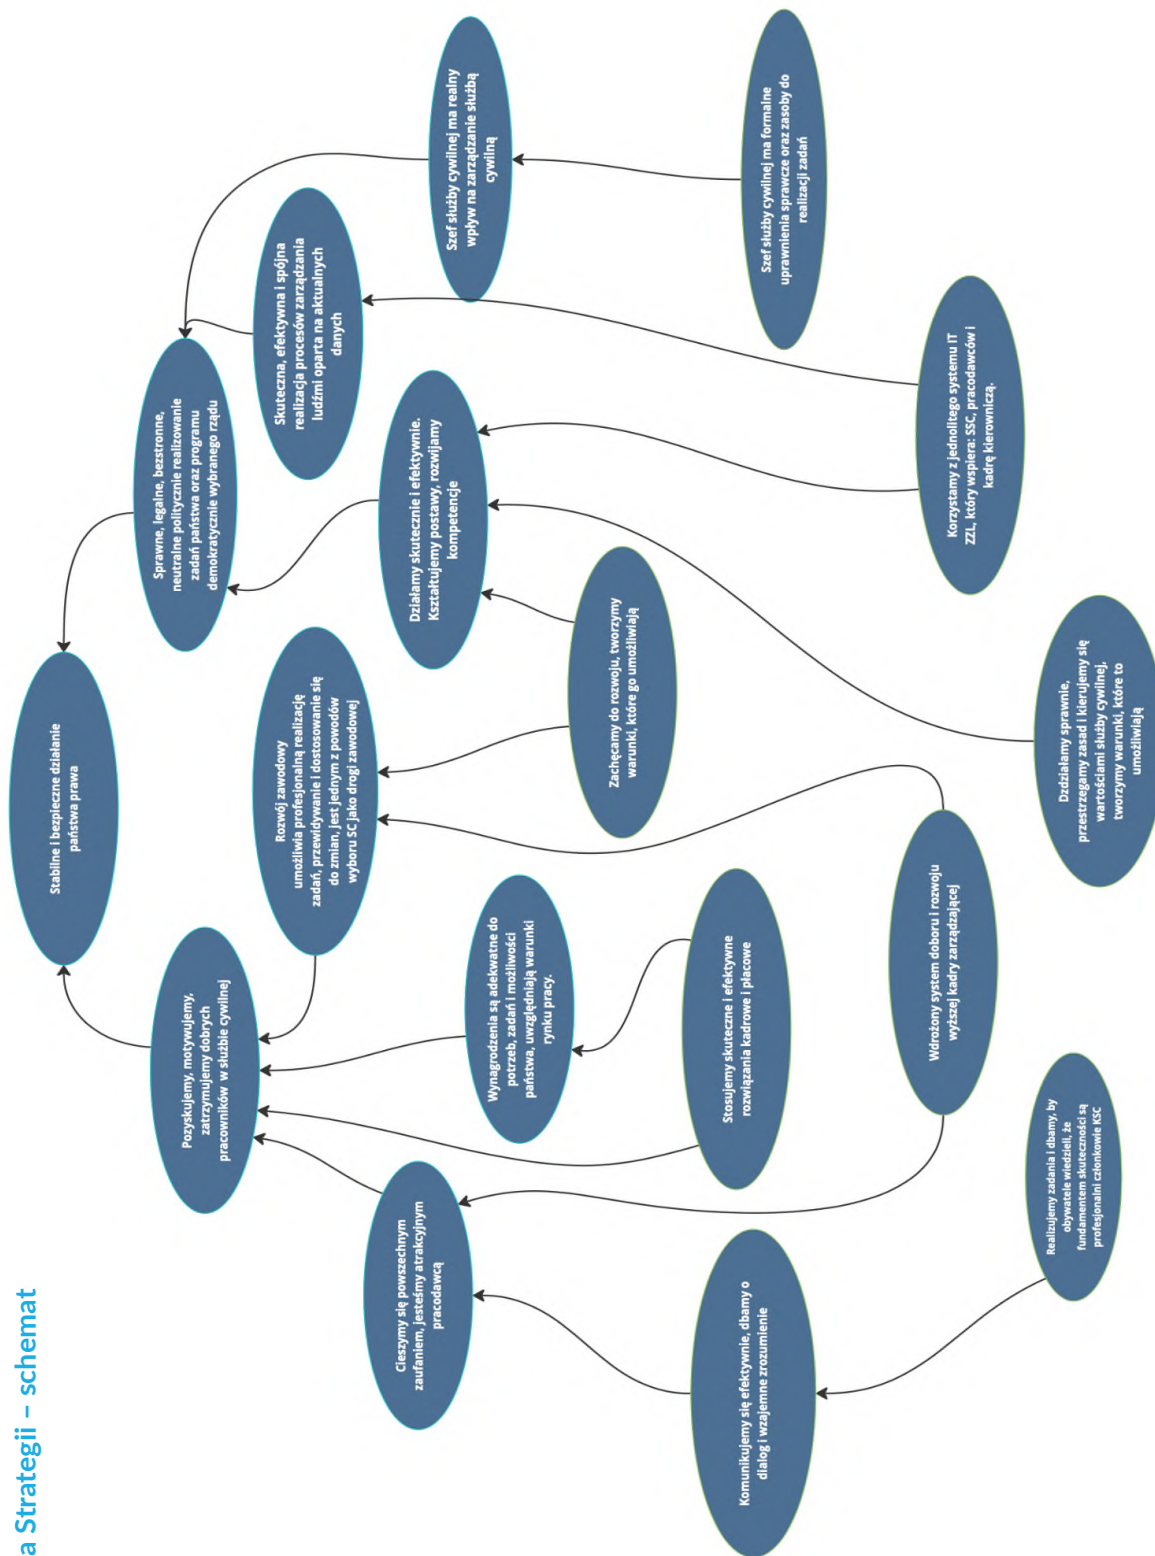 a Strategii – schemat
Stabilne i bezpieczne działanie
państwa prawa
Pozyskujemy, motywujemy,
zatrzymujemy dobrych
pracowników w służbie cywilnej
Sprawne, legalne, bezstronne,
neutralne politycznie realizowanie
zadań państwa oraz programu
demokratycznie wybranego rządu
Rozwój zawodowy
umożliwia profesjonalną realizację
zadań, przewidywanie i dostosowanie się
do zmian, jest jednym z powodów
wyboru SC jako drogi zawodowej
Skuteczna, efektywna i spójna
realizacja procesów zarządzania
ludźmi oparta na aktualnych
danych
Cieszymy się powszechnym
zaufaniem, jesteśmy atrakcyjnym
pracodawcą
Wynagrodzenia są adekwatne do
potrzeb, zadań i możliwości
państwa, uwzględniają warunki
rynku pracy.
Działamy skutecznie i efektywnie.
Kształtujemy postawy, rozwijamy
kompetencje
Szef służby cywilnej ma realny
wpływ na zarządzanie służbą
cywilną
Komunikujemy się efektywnie, dbamy o
dialog i wzajemne zrozumienie
Stosujemy skuteczne i efektywne
rozwiązania kadrowe i płacowe
Zachęcamy do rozwoju, tworzymy
warunki, które go umożliwiają
Szef służby cywilnej ma formalne
uprawnienia sprawcze oraz zasoby do
realizacji zadań
Realizujemy zadania i dbamy, by
obywatele wiedzieli, że
fundamentem skuteczności są
profesjonalni członkowie KSC
Wdrożony system doboru i rozwoju
wyższej kadry zarządzającej
Dzdziałamy sprawnie,
przestrzegamy zasad i kierujemy się
wartościami służby cywilnej,
tworzymy warunki, które to
umożliwiają
Korzystamy z jednolitego systemu IT
ZZL, który wspiera: SSC, pracodawców i
kadrę kierowniczą.